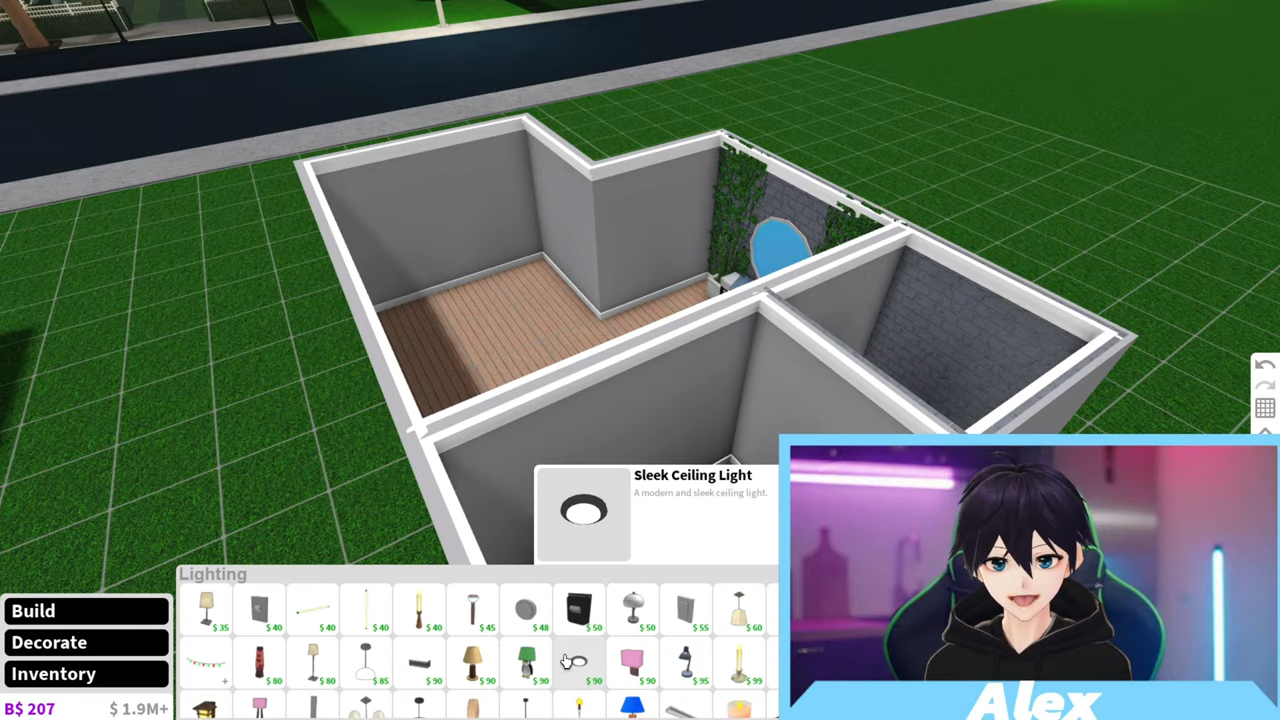 Sleek Ceiling Light
A modern and sleek ceiling light.
Lighting
$ 35 $ 40 $ 40 $ 40 $ 40 $ 45 $ 48 $ 50 $ 50 $ 55 $ 60
+ $ 80 $ 80 $ 85 $ 90 $ 90 $ 90 $ 90 $ 90 $ 95 $ 99
Build
Decorate
Inventory
B$ 207 $ 1.9M+
Alex